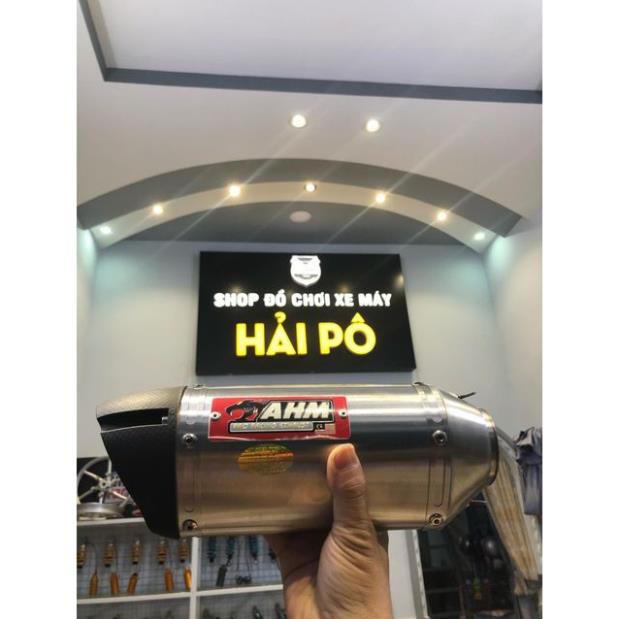 SHOP ĐỒ CHƠI XE MÁY
HẢI PÔ
AHM